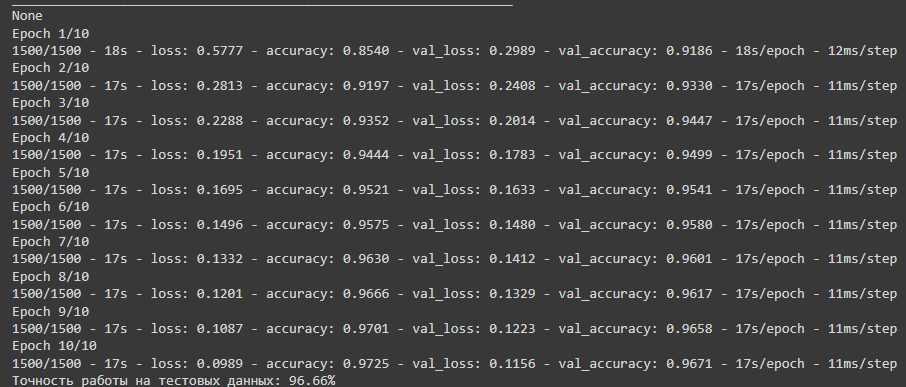 None
Epoch 1/10
1500/1500 - 18s - loss: 0.5777 - accuracy: 0.8540 - val_loss: 0.2989 - val_accuracy: 0.9186 - 18s/epoch - 12ms/step
Epoch 2/10
1500/1500 - 17s - loss: 0.2813 - accuracy: 0.9197 - val_loss: 0.2408 - val_accuracy: 0.9330 - 17s/epoch - 11ms/step
Epoch 3/10
1500/1500 - 17s - loss: 0.2288 - accuracy: 0.9352 - val_loss: 0.2014 - val_accuracy: 0.9447 - 17s/epoch - 11ms/step
Epoch 4/10
1500/1500 - 17s - loss: 0.1951 - accuracy: 0.9444 - val_loss: 0.1783 - val_accuracy: 0.9499 - 17s/epoch - 11ms/step
Epoch 5/10
1500/1500 - 17s - loss: 0.1695 - accuracy: 0.9521 - val_loss: 0.1633 - val_accuracy: 0.9541 - 17s/epoch - 11ms/step
Epoch 6/10
1500/1500 - 17s - loss: 0.1496 - accuracy: 0.9575 - val_loss: 0.1480 - val_accuracy: 0.9580 - 17s/epoch - 11ms/step
Epoch 7/10
1500/1500 - 17s - loss: 0.1332 - accuracy: 0.9630 - val_loss: 0.1412 - val_accuracy: 0.9601 - 17s/epoch - 11ms/step
Epoch 8/10
1500/1500 - 17s - loss: 0.1201 - accuracy: 0.9666 - val_loss: 0.1329 - val_accuracy: 0.9617 - 17s/epoch - 11ms/step
Epoch 9/10
1500/1500 - 17s - loss: 0.1087 - accuracy: 0.9701 - val_loss: 0.1223 - val_accuracy: 0.9658 - 17s/epoch - 11ms/step
Epoch 10/10
1500/1500 - 17s - loss: 0.0989 - accuracy: 0.9725 - val_loss: 0.1156 - val_accuracy: 0.9671 - 17s/epoch - 11ms/step
Точность работы на тестовых данных: 96.66%